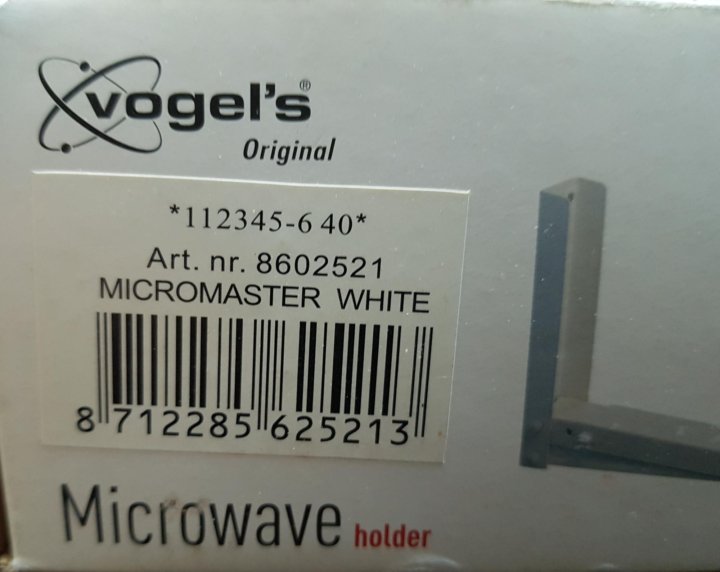 vogel's®
Original
*112345-6 40*
Art. nr. 8602521
MICROMASTER WHITE
8 712285 625213
Microwave holder